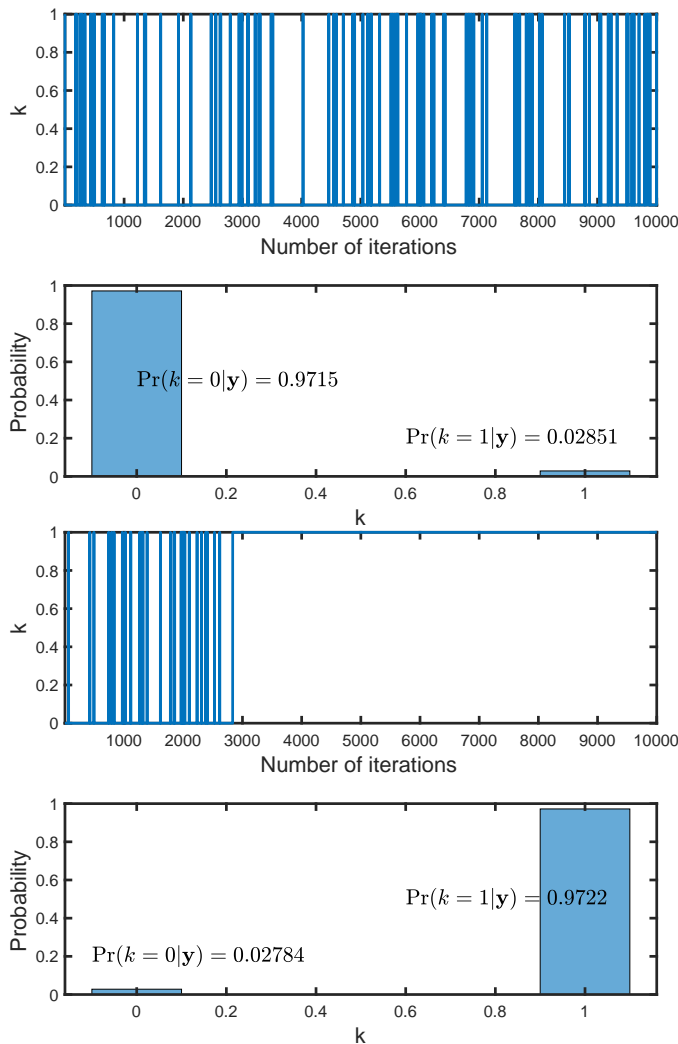 1
0.8
0.6
0.4
0.2
0
k
1000 2000 3000 4000 5000 6000 7000 8000 9000 10000
Number of iterations
1
0.8
0.6
0.4
0.2
0
Probability
Pr(k = 0|y) = 0.9715
Pr(k = 1|y) = 0.02851
0 0.2 0.4 0.6 0.8 1
k
1
0.8
0.6
0.4
0.2
0
k
1000 2000 3000 4000 5000 6000 7000 8000 9000 10000
Number of iterations
1
0.8
0.6
0.4
0.2
0
Probability
Pr(k = 1|y) = 0.9722
Pr(k = 0|y) = 0.02784
0 0.2 0.4 0.6 0.8 1
k